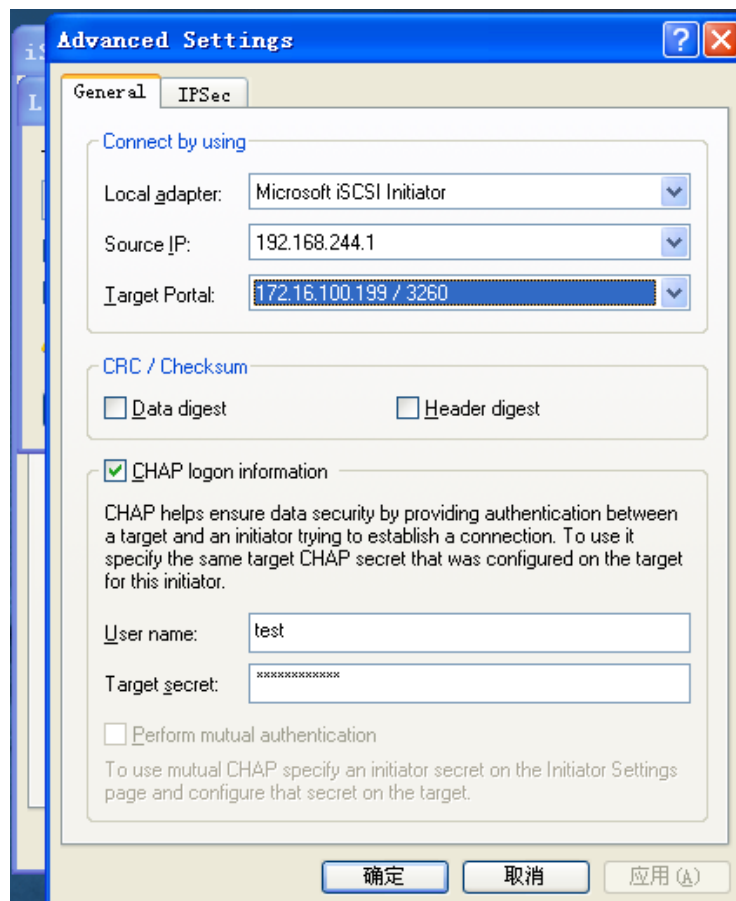 iS
Advanced Settings
L
General
IPSec
Connect by using
Local adapter:
Microsoft iSCSI Initiator
Source IP:
192.168.244.1
Target Portal:
172.16.100.199 / 3260
CRC / Checksum
Data digest
Header digest
CHAP logon information
CHAP helps ensure data security by providing authentication between
a target and an initiator trying to establish a connection. To use it
specify the same target CHAP secret that was configured on the target
for this initiator.
User name:
test
Target secret:
************
Perform mutual authentication
To use mutual CHAP specify an initiator secret on the Initiator Settings
page and configure that secret on the target.
确定
取消
应用(A)